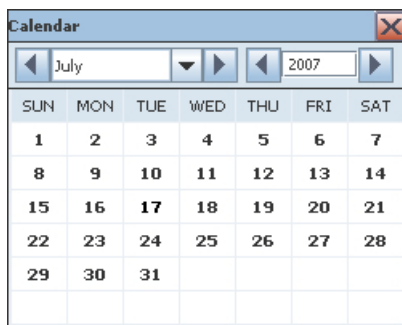 Calendar
July 2007
SUN MON TUE WED THU FRI SAT
1 2 3 4 5 6 7
8 9 10 11 12 13 14
15 16 17 18 19 20 21
22 23 24 25 26 27 28
29 30 31